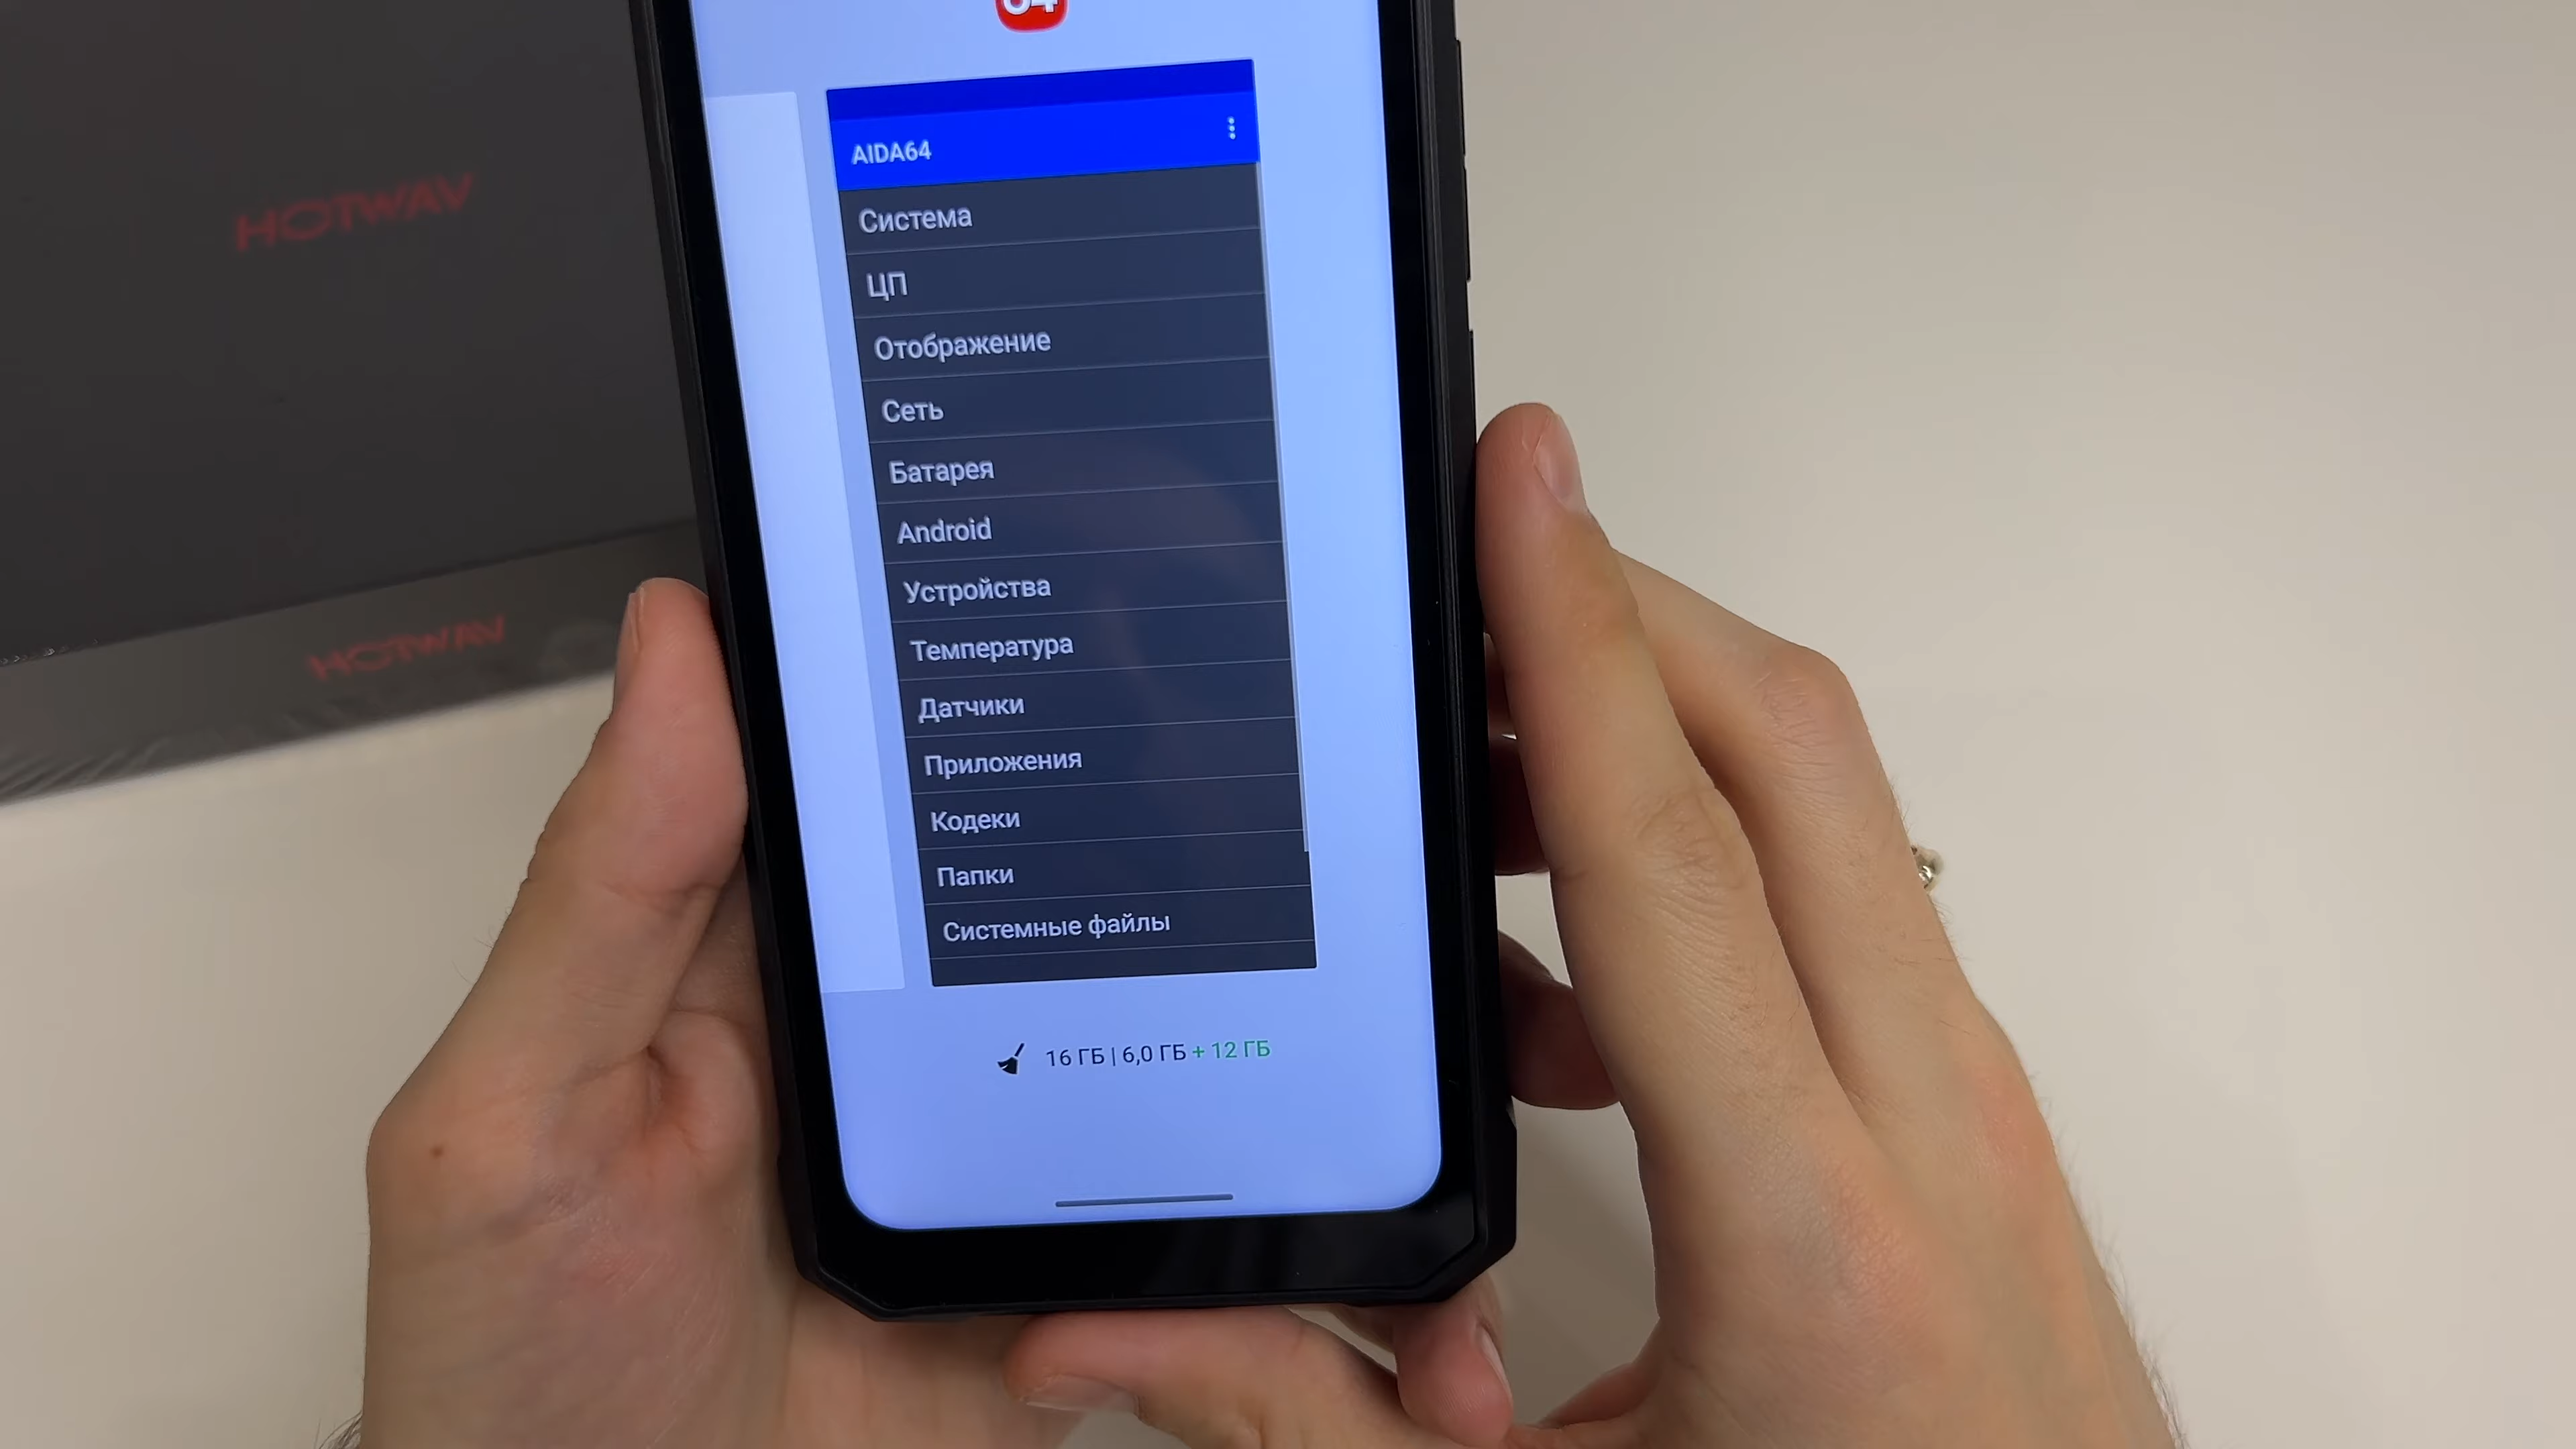 64
HOTWAV
HOTWAV
AIDA64
Система
ЦП
Отображение
Сеть
Батарея
Android
Устройства
Температура
Датчики
Приложения
Кодеки
Папки
Системные файлы
16 ГБ | 6,0 ГБ + 12 ГБ